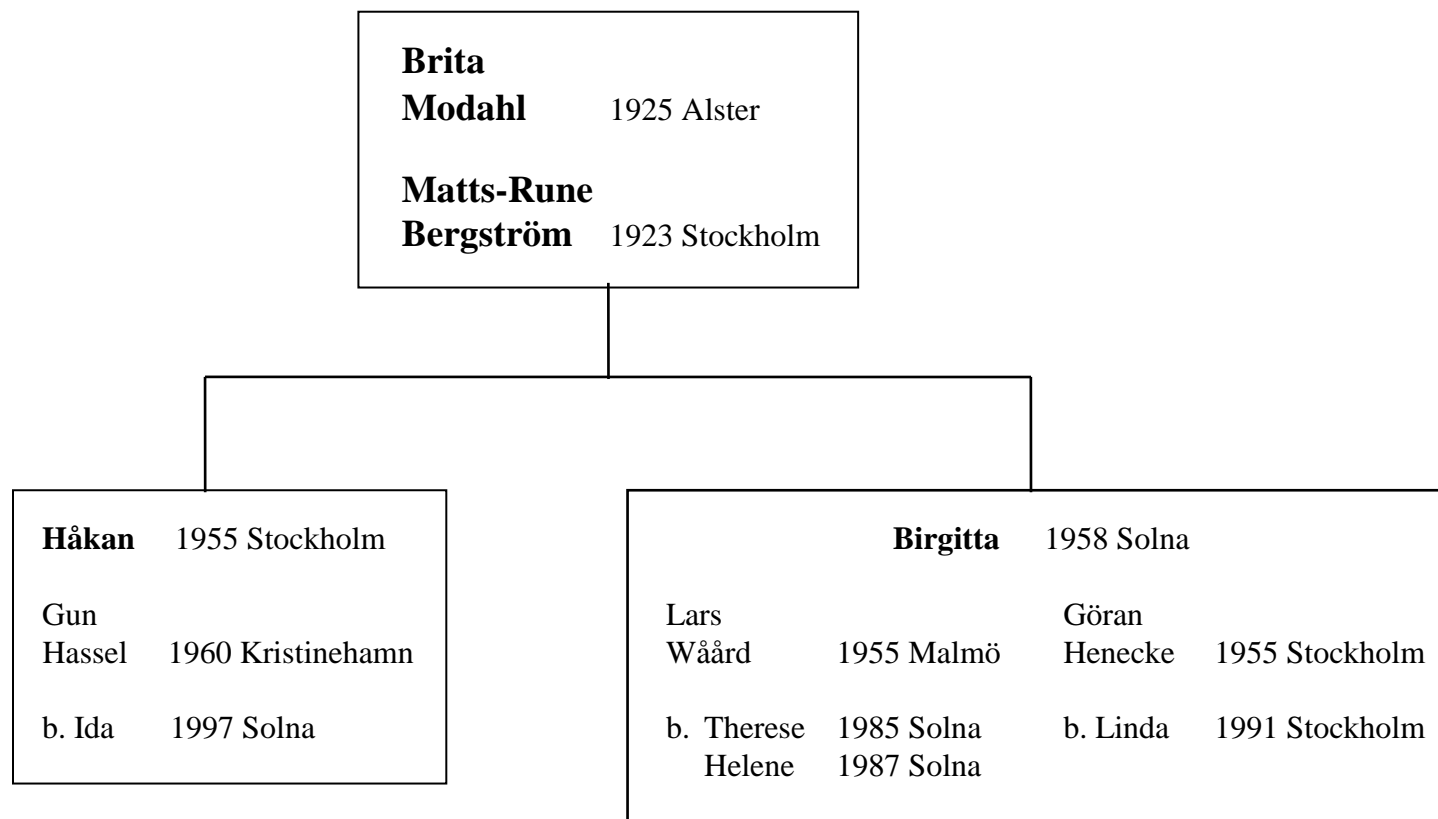 Brita
Modahl 1925 Alster
Matts-Rune
Bergström 1923 Stockholm
Håkan 1955 Stockholm
Gun
Hassel 1960 Kristinehamn
b. Ida 1997 Solna
Birgitta 1958 Solna
Lars
Wåård 1955 Malmö
b. Therese 1985 Solna
Helene 1987 Solna
Göran
Henecke 1955 Stockholm
b. Linda 1991 Stockholm